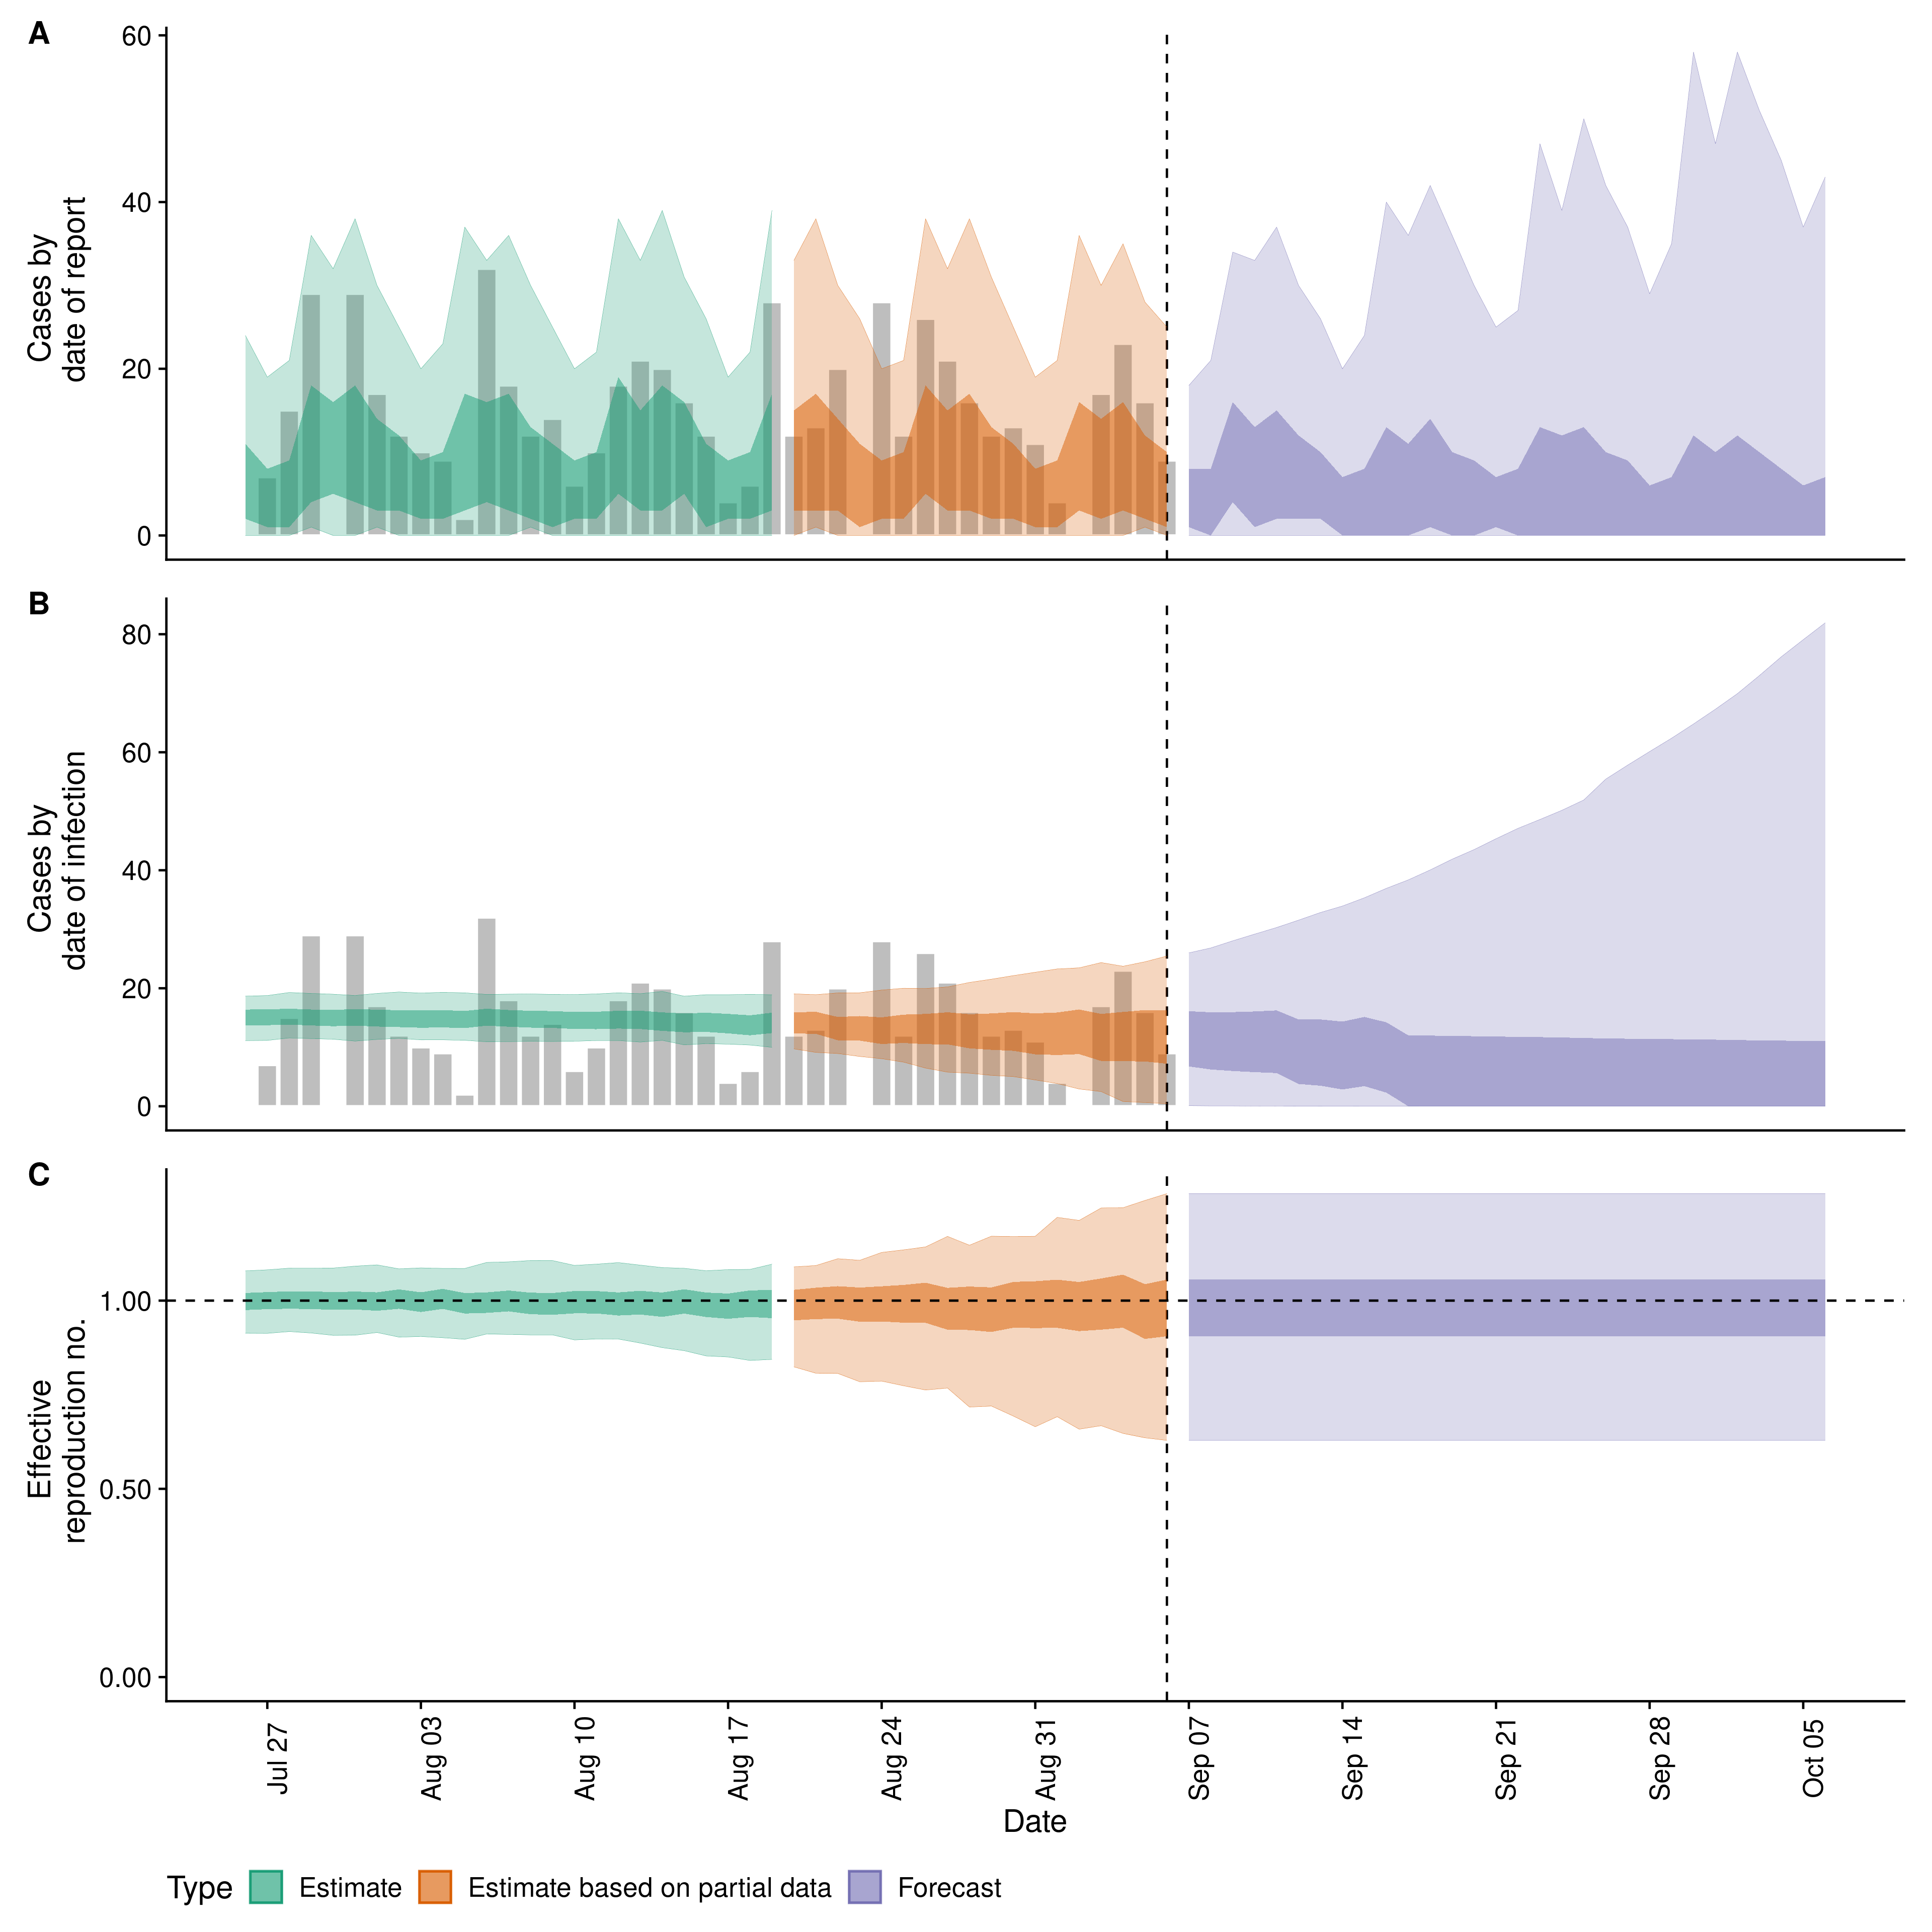 A
Cases by
date of report
60
40
20
0
B
Cases by
date of infection
80
60
40
20
0
C
Effective
reproduction no.
1.00
0.50
0.00
Jul 27
Aug 03
Aug 10
Aug 17
Aug 24
Aug 31
Sep 07
Sep 14
Sep 21
Sep 28
Oct 05
Date
Type Estimate Estimate based on partial data Forecast